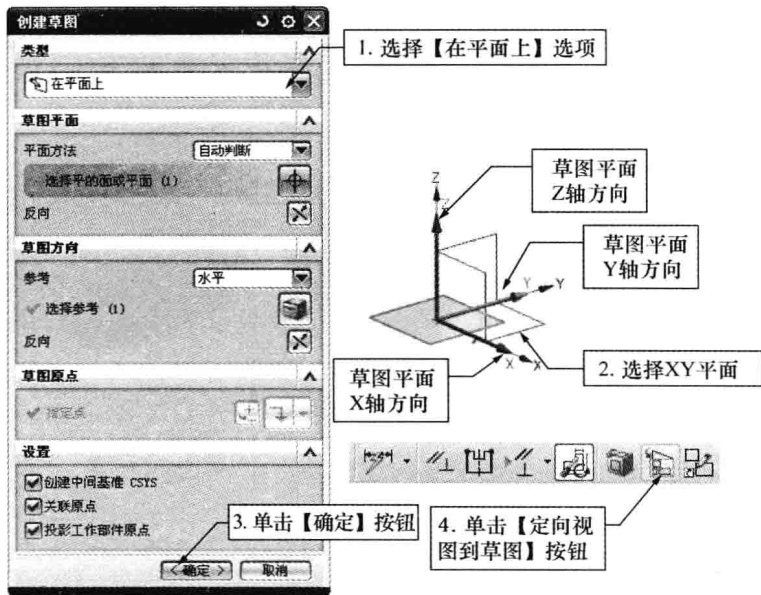 创建草图
类型
在平面上
草图平面
平面方法
自动判断
选择平的面或平面 (1)
反向
草图方向
参考
水平
选择参考 (1)
反向
草图原点
指定点
设置
创建中间基准 CSYS
关联原点
投影工作部件原点
< 确定 >
取消
1. 选择【在平面上】选项
草图平面
Z轴方向
草图平面
Y轴方向
Z
Z
Y
Y
X
X
草图平面
X轴方向
2. 选择XY平面
3. 单击【确定】按钮
4. 单击【定向视
图到草图】按钮